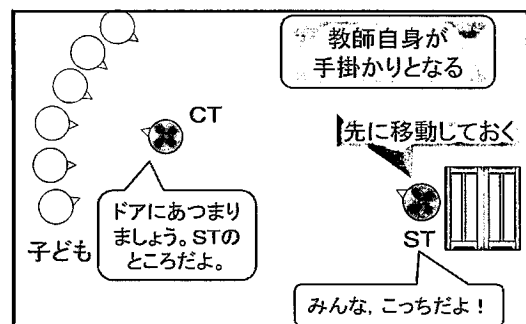 教師自身が
手掛かりとなる
CT
先に移動しておく
ドアにあつまり
ましょう。STの
ところだよ。
子ども
ST
みんな，こっちだよ！